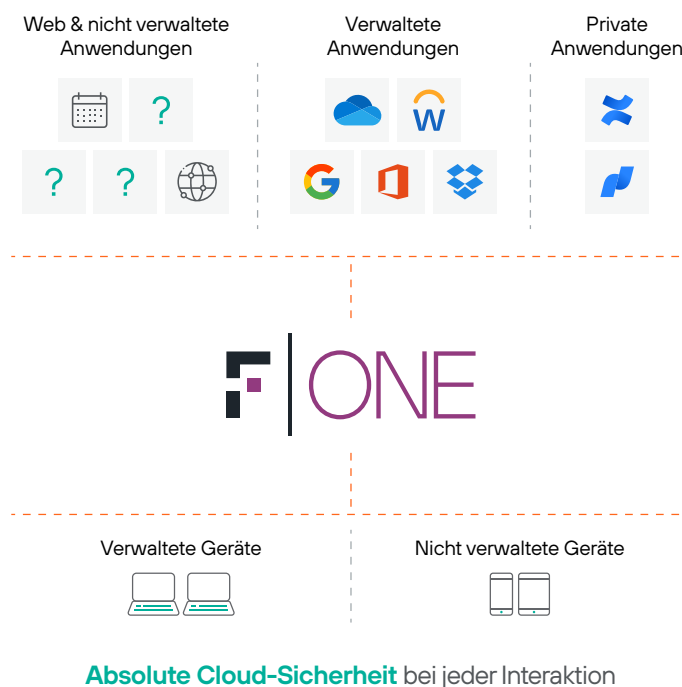 Web & nicht verwaltete
Anwendungen
Verwaltete
Anwendungen
Private
Anwendungen
?
? ?
W
F|ONE
Verwaltete Geräte
Nicht verwaltete Geräte
Absolute Cloud-Sicherheit bei jeder Interaktion